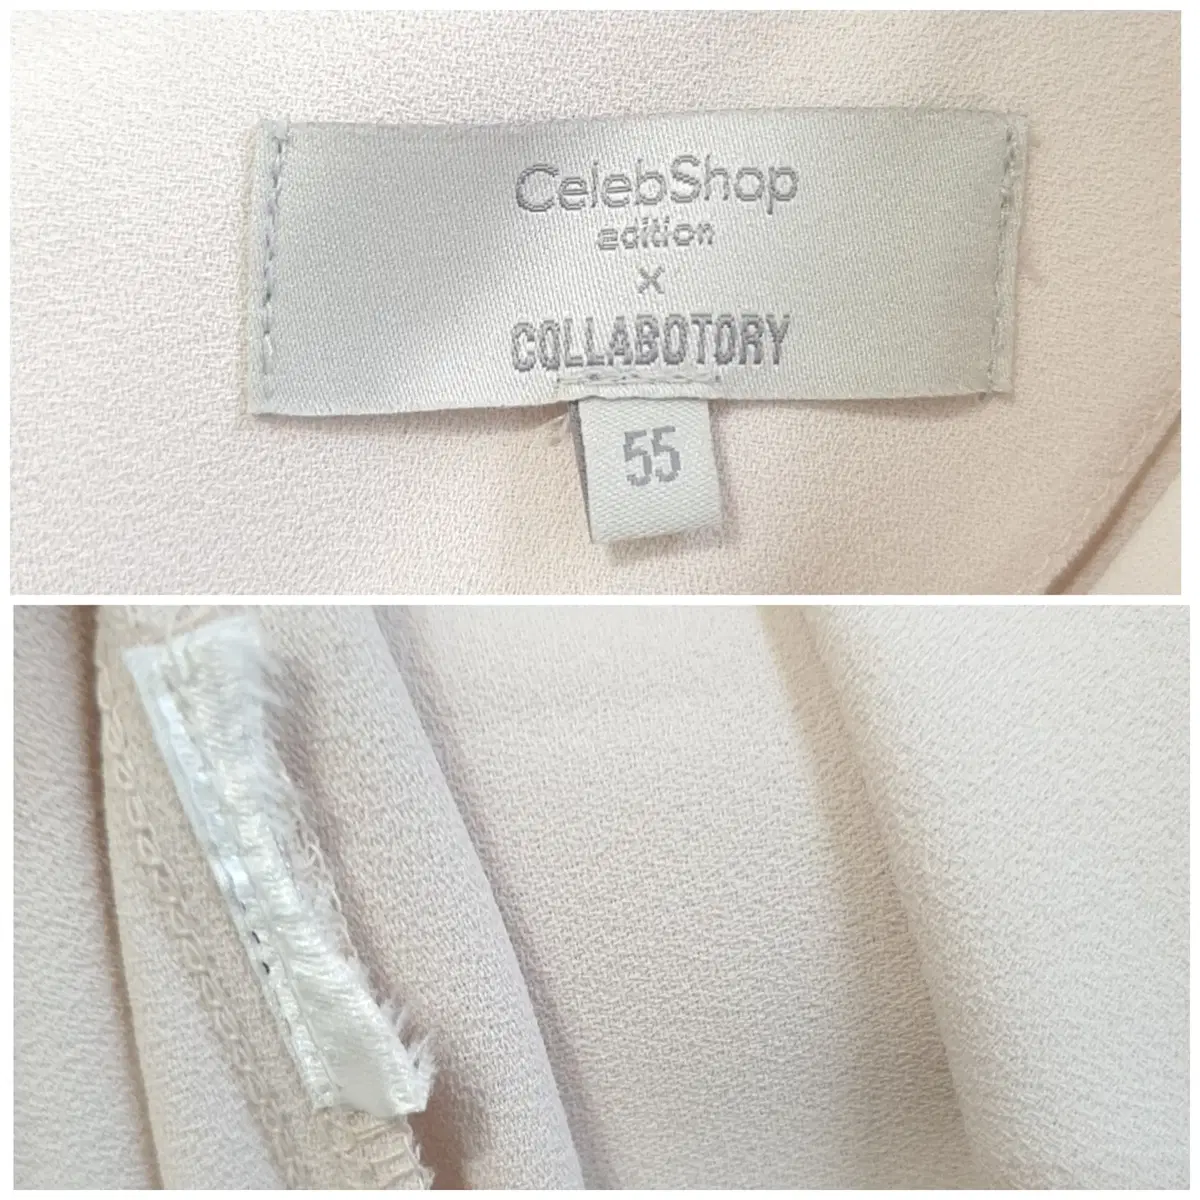 CelebShop
edition
x
COLLABOTORY
55